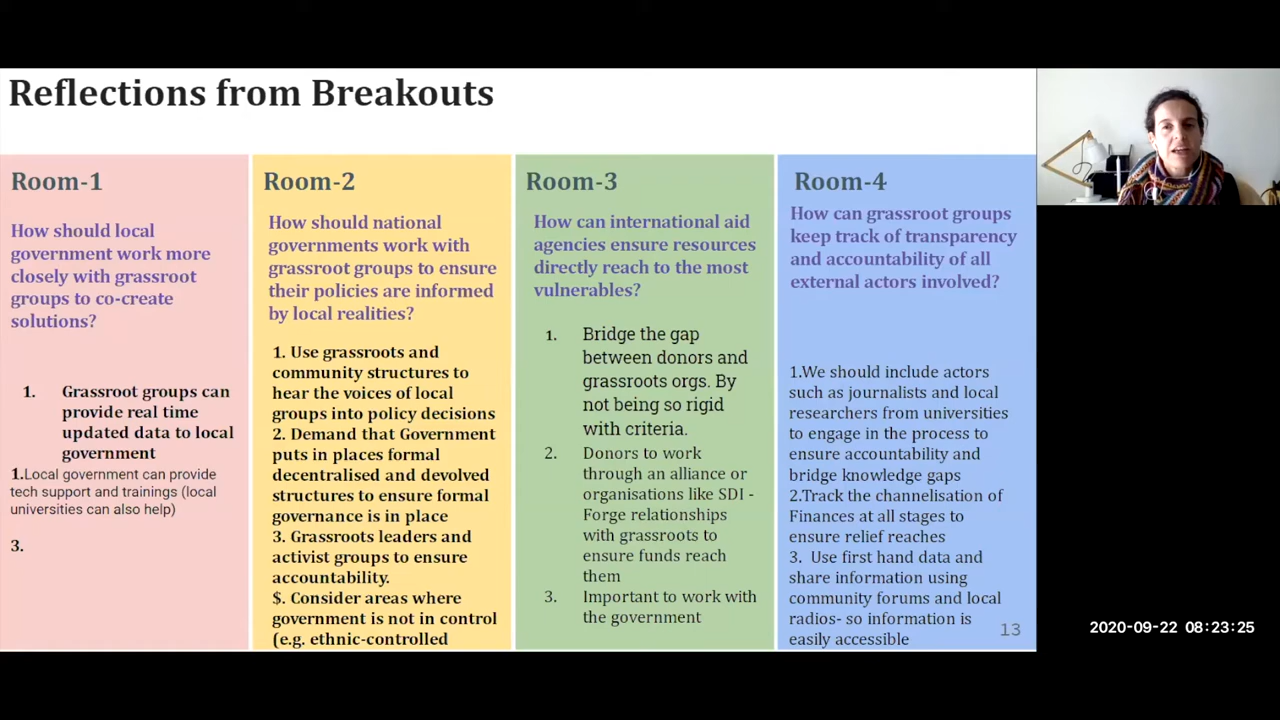 Reflections from Breakouts
Room-1
How should local
government work more
closely with grassroot
groups to co-create
solutions?
1. Grassroot groups can
provide real time
updated data to local
government
1.Local government can provide
tech support and trainings (local
universities can also help)
3.
Room-2
How should national
governments work with
grassroot groups to ensure
their policies are informed
by local realities?
1. Use grassroots and
community structures to
hear the voices of local
groups into policy decisions
2. Demand that Government
puts in places formal
decentralised and devolved
structures to ensure formal
governance is in place
3. Grassroots leaders and
activist groups to ensure
accountability.
$. Consider areas where
government is not in control
(e.g. ethnic-controlled
Room-3
How can international aid
agencies ensure resources
directly reach to the most
vulnerables?
1. Bridge the gap
between donors and
grassroots orgs. By
not being so rigid
with criteria.
2. Donors to work
through an alliance or
organisations like SDI -
Forge relationships
with grassroots to
ensure funds reach
them
3. Important to work with
the government
Room-4
How can grassroot groups
keep track of transparency
and accountability of all
external actors involved?
1.We should include actors
such as journalists and local
researchers from universities
to engage in the process to
ensure accountability and
bridge knowledge gaps
2.Track the channelisation of
Finances at all stages to
ensure relief reaches
3. Use first hand data and
share information using
community forums and local
radios- so information is
easily accessible
13
2020-09-22 08:23:25